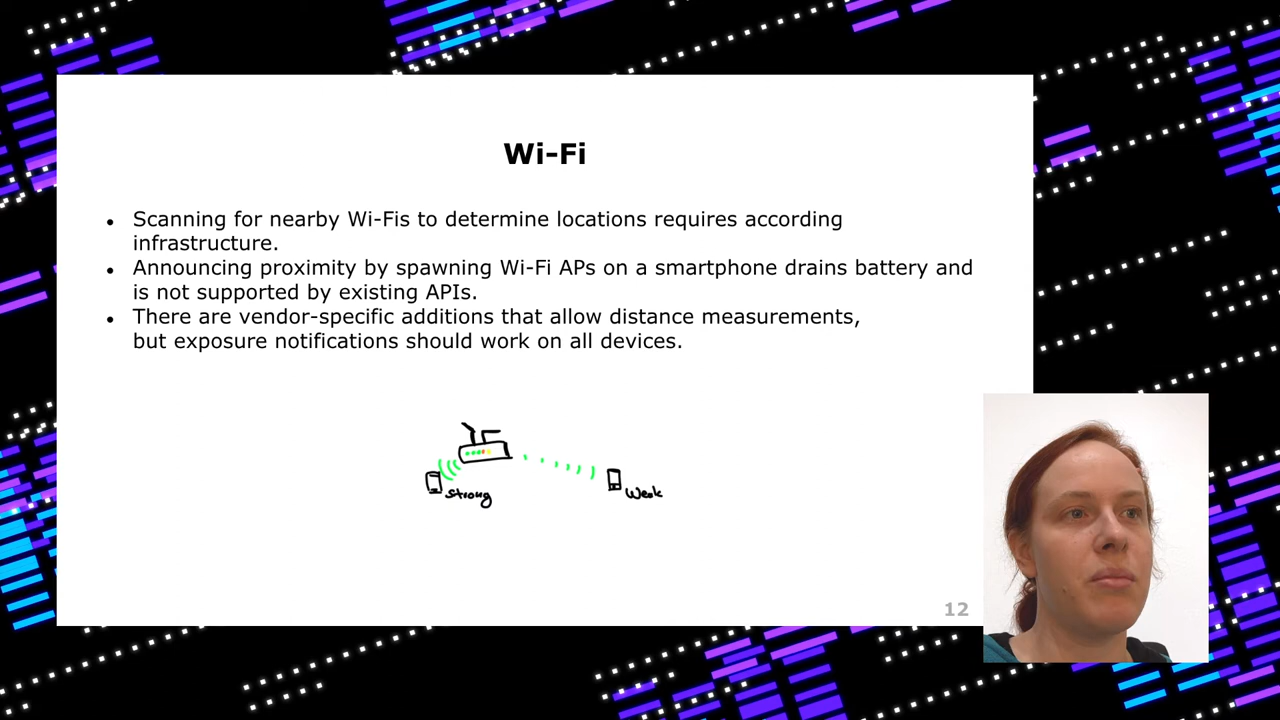 Wi-Fi
• Scanning for nearby Wi-Fis to determine locations requires according
infrastructure.
• Announcing proximity by spawning Wi-Fi APs on a smartphone drains battery and
is not supported by existing APIs.
• There are vendor-specific additions that allow distance measurements,
but exposure notifications should work on all devices.
Strong
Weak
12